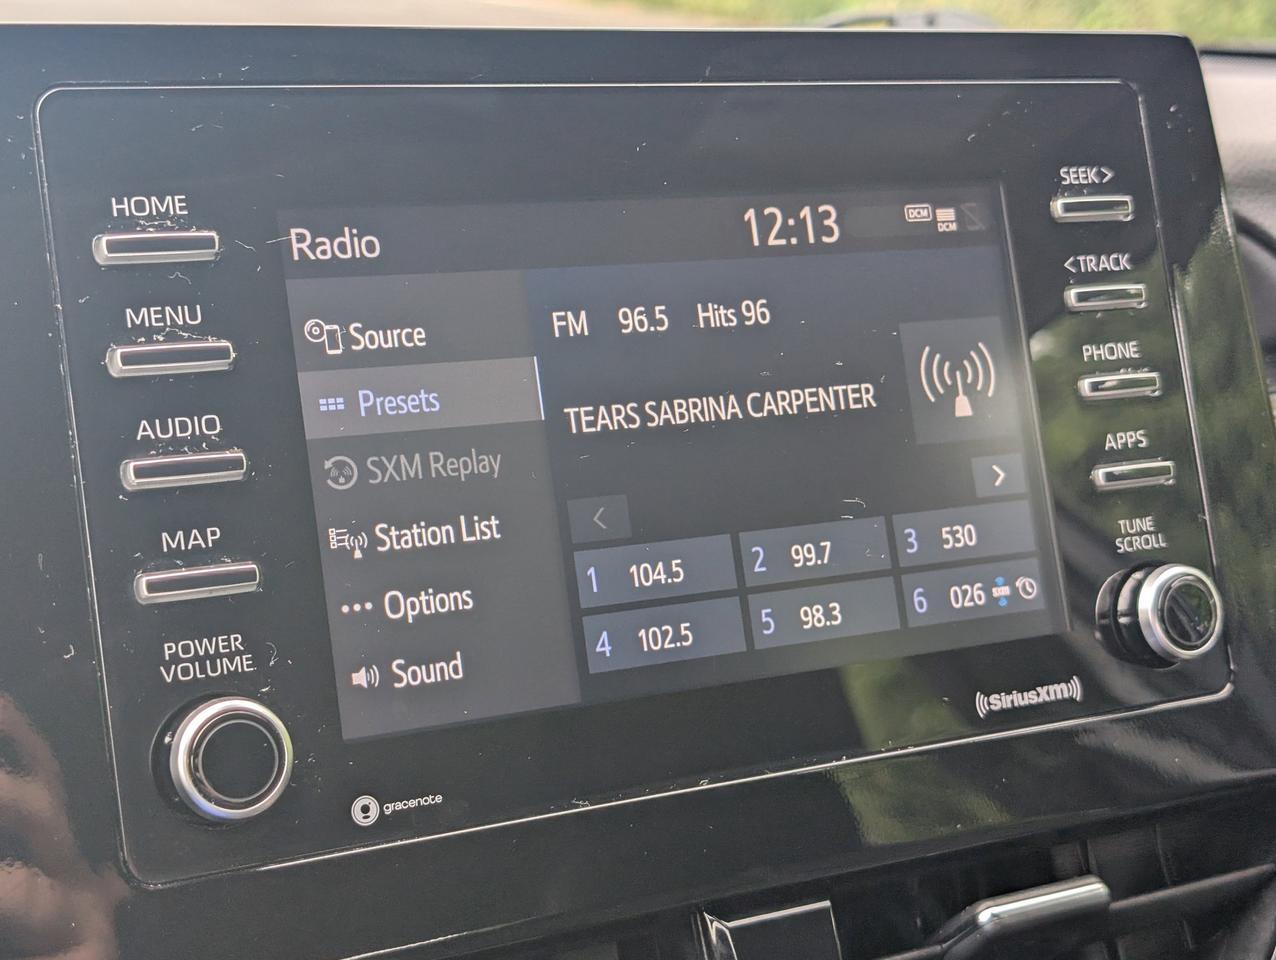 HOME
MENU
AUDIO
MAP
POWER
VOLUME
Radio
12:13
DCM
DCM
Source
Presets
SXM Replay
Station List
Options
Sound
FM 96.5 Hits 96
TEARS SABRINA CARPENTER
<
>
1 104.5
2 99.7
3 530
4 102.5
5 98.3
6 026 SXM
SEEK>
<TRACK
PHONE
APPS
TUNE
SCROLL
gracenote
((SiriusXM))